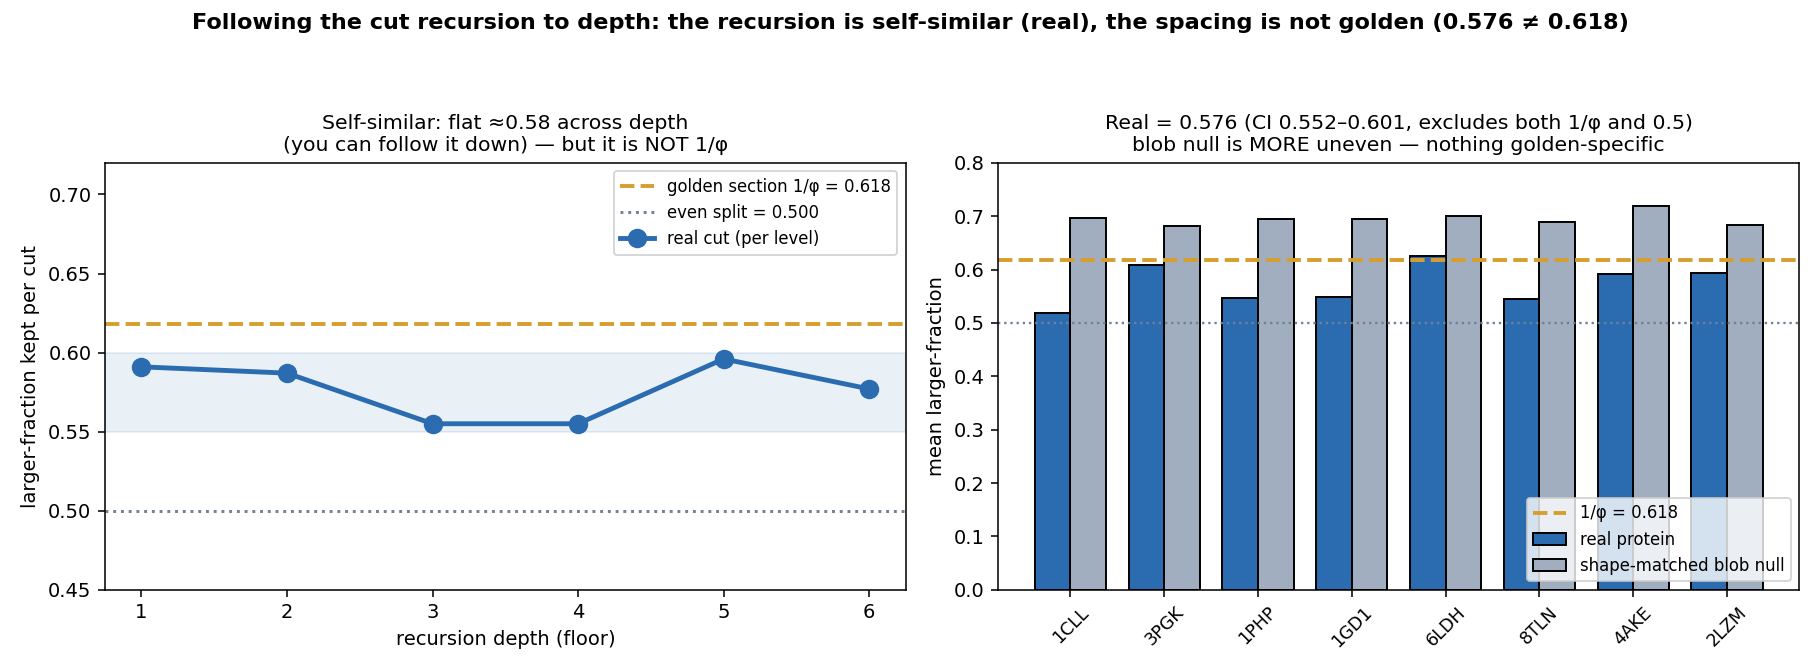 Following the cut recursion to depth: the recursion is self-similar (real), the spacing is not golden (0.576 ≠ 0.618)
Self-similar: flat ≈0.58 across depth
(you can follow it down) — but it is NOT 1/φ
larger-fraction kept per cut
0.70
0.65
0.60
0.55
0.50
0.45
golden section 1/φ = 0.618
even split = 0.500
real cut (per level)
1
2
3
4
5
6
recursion depth (floor)
Real = 0.576 (CI 0.552–0.601, excludes both 1/φ and 0.5)
blob null is MORE uneven — nothing golden-specific
mean larger-fraction
0.8
0.7
0.6
0.5
0.4
0.3
0.2
0.1
0.0
1/φ = 0.618
real protein
shape-matched blob null
1CLL
3PGK
1PHP
1GD1
6LDH
8TLN
4AKE
2LZM